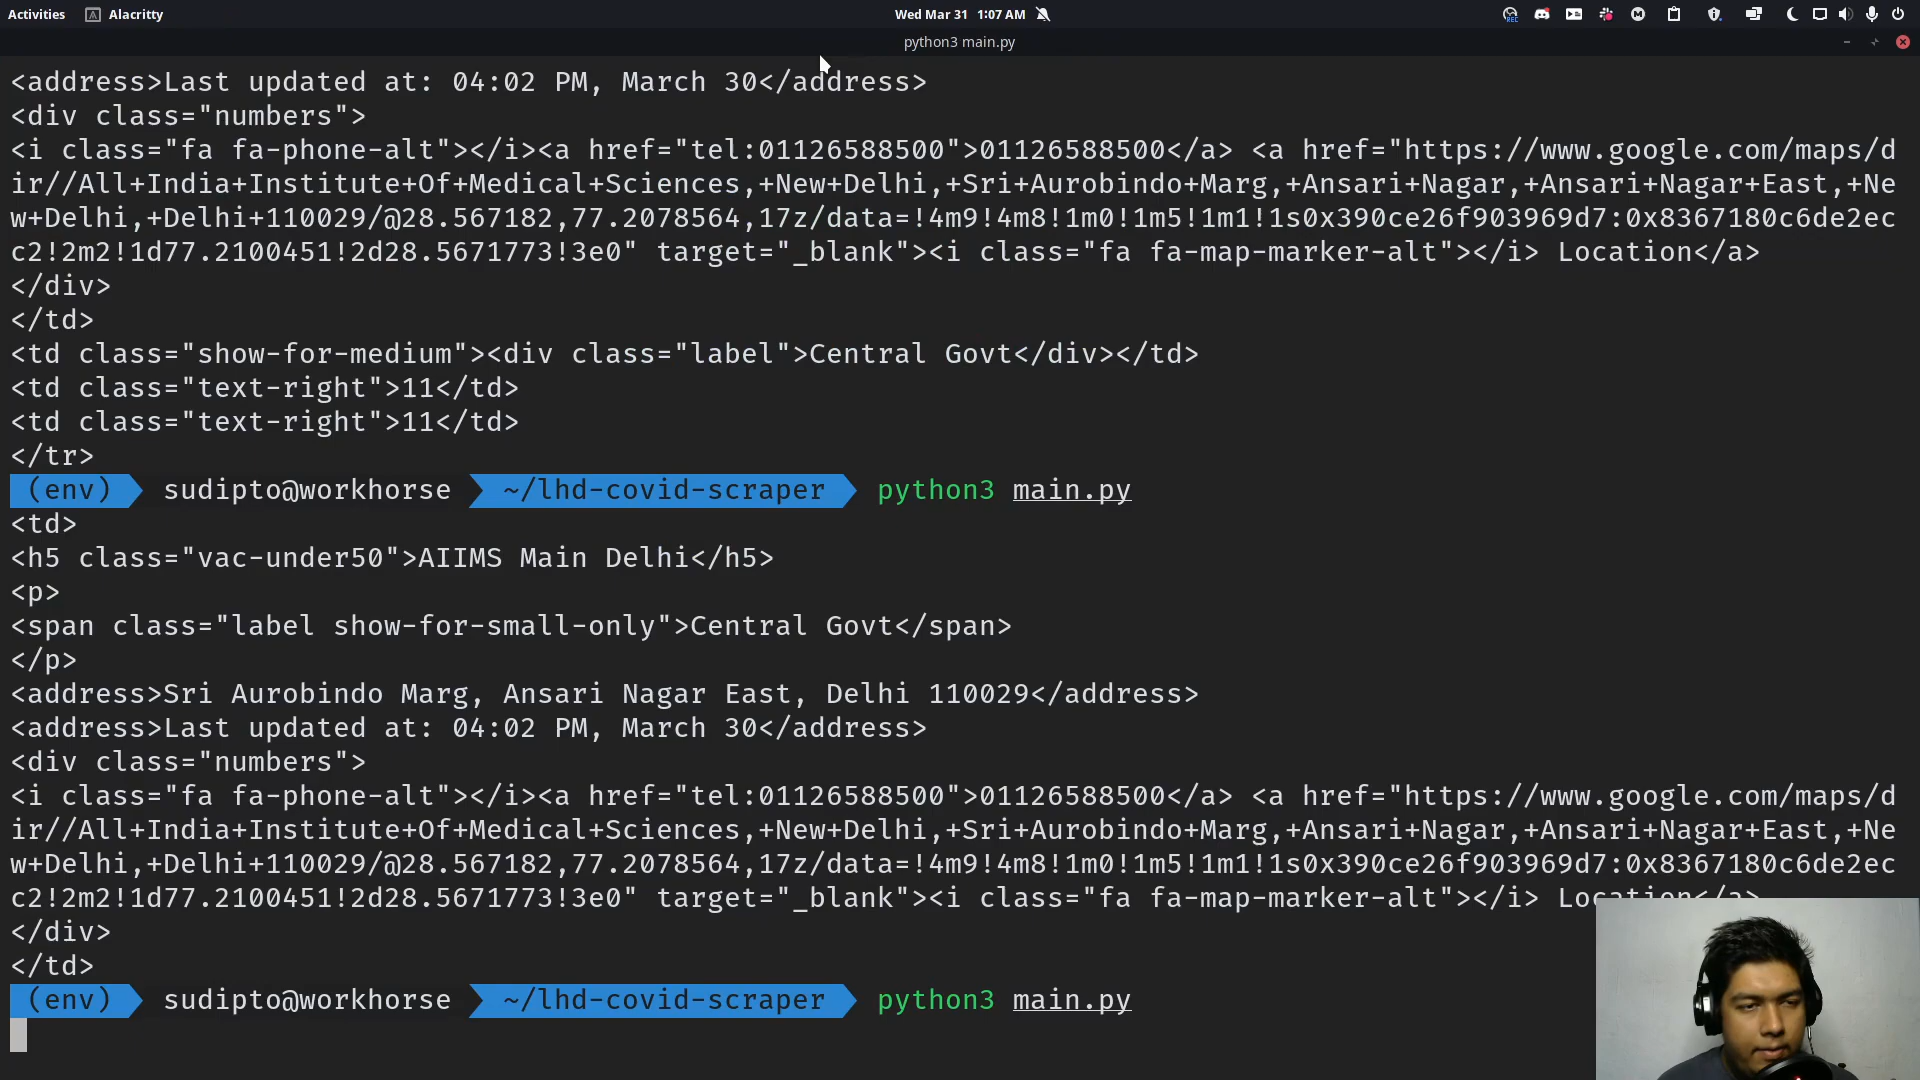 Activities Alacritty Wed Mar 31 1:07 AM
python3 main.py
<address>Last updated at: 04:02 PM, March 30</address>
<div class="numbers">
<i class="fa fa-phone-alt"></i><a href="tel:01126588500">01126588500</a> <a href="https://www.google.com/maps/d
ir//All+India+Institute+Of+Medical+Sciences,+New+Delhi,+Sri+Aurobindo+Marg,+Ansari+Nagar,+Ansari+Nagar+East,+Ne
w+Delhi,+Delhi+110029/@28.567182,77.2078564,17z/data=!4m9!4m8!1m0!1m5!1m1!1s0x390ce26f903969d7:0x8367180c6de2ec
c2!2m2!1d77.2100451!2d28.5671773!3e0" target="_blank"><i class="fa fa-map-marker-alt"></i> Location</a>
</div>
</td>
<td class="show-for-medium"><div class="label">Central Govt</div></td>
<td class="text-right">11</td>
<td class="text-right">11</td>
</tr>
(env) sudipto@workhorse ~/lhd-covid-scraper python3 main.py
<td>
<h5 class="vac-under50">AIIMS Main Delhi</h5>
<p>
<span class="label show-for-small-only">Central Govt</span>
</p>
<address>Sri Aurobindo Marg, Ansari Nagar East, Delhi 110029</address>
<address>Last updated at: 04:02 PM, March 30</address>
<div class="numbers">
<i class="fa fa-phone-alt"></i><a href="tel:01126588500">01126588500</a> <a href="https://www.google.com/maps/d
ir//All+India+Institute+Of+Medical+Sciences,+New+Delhi,+Sri+Aurobindo+Marg,+Ansari+Nagar,+Ansari+Nagar+East,+Ne
w+Delhi,+Delhi+110029/@28.567182,77.2078564,17z/data=!4m9!4m8!1m0!1m5!1m1!1s0x390ce26f903969d7:0x8367180c6de2ec
c2!2m2!1d77.2100451!2d28.5671773!3e0" target="_blank"><i class="fa fa-map-marker-alt"></i> Location</a>
</div>
</td>
(env) sudipto@workhorse ~/lhd-covid-scraper python3 main.py